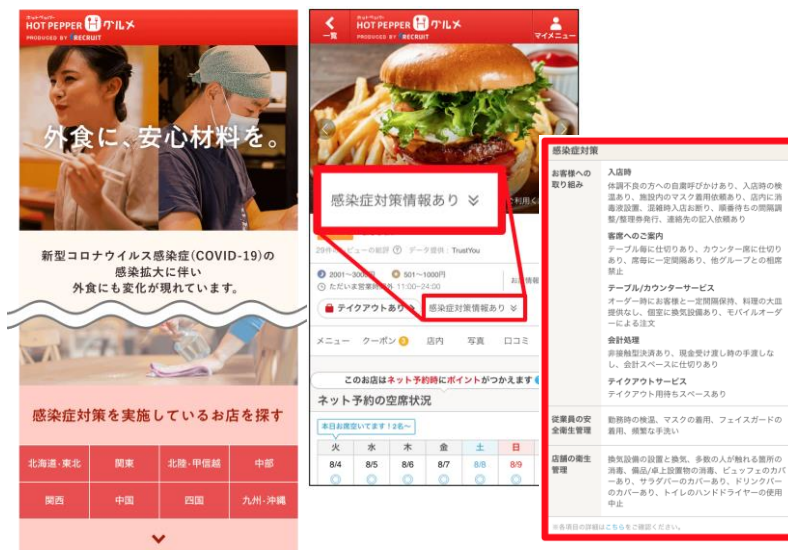 ホットペッパー
HOT PEPPER グルメ
PRODUCED BY RECRUIT
外食に、安心材料を。
新型コロナウイルス感染症(COVID-19)の
感染拡大に伴い
外食にも変化が現れています。
感染症対策を実施しているお店を探す
北海道・東北 関東 北陸・甲信越 中部
関西 中国 四国 九州・沖縄
一覧
ホットペッパー
HOT PEPPER グルメ
PRODUCED BY RECRUIT
マイメニュー
感染症対策情報あり
ご利用く
データ提供:TrustYou
2001~3000円 501~1000円
11:00~24:00
テイクアウトあり
感染症対策情報あり
メニュー クーポン 店内 写真 口コミ
このお店はネット予約時にポイントがつかえます
ネット予約の空席状況
本日お席空いてます!2名~
火 水 木 金 土 日
8/4 8/5 8/6 8/7 8/8 8/9
感染症対策
お客様への
取り組み
入店時
体調不良の方への自粛呼びかけあり、入店時の検
温あり、施設内のマスク着用依頼あり、店内に消
毒液設置、混雑時入店お断り、順番待ちの間隔調
整/整理券発行、連絡先の記入依頼あり
客席へのご案内
テーブル毎に仕切りあり、カウンター席に仕切り
あり、席毎に一定間隔あり、他グループとの相席
禁止
テーブル/カウンターサービス
オーダー時にお客様と一定間隔保持、料理の大皿
提供なし、個室に換気設備あり、モバイルオーダ
ーによる注文
会計処理
非接触型決済あり、現金受け渡し時の手渡しな
し、会計スペースに仕切りあり
テイクアウトサービス
テイクアウト用待ちスペースあり
従業員の安
全衛生管理
勤務時の検温、マスクの着用、フェイスガードの
着用、頻繁な手洗い
店舗の衛生
管理
換気設備の設置と換気、多数の人が触れる箇所の
消毒、備品/卓上設置物の消毒、ビュッフェのカバ
ーあり、サラダバーのカバーあり、ドリンクバー
のカバーあり、トイレのハンドドライヤーの使用
中止
※各項目の詳細はこちらをご確認ください。